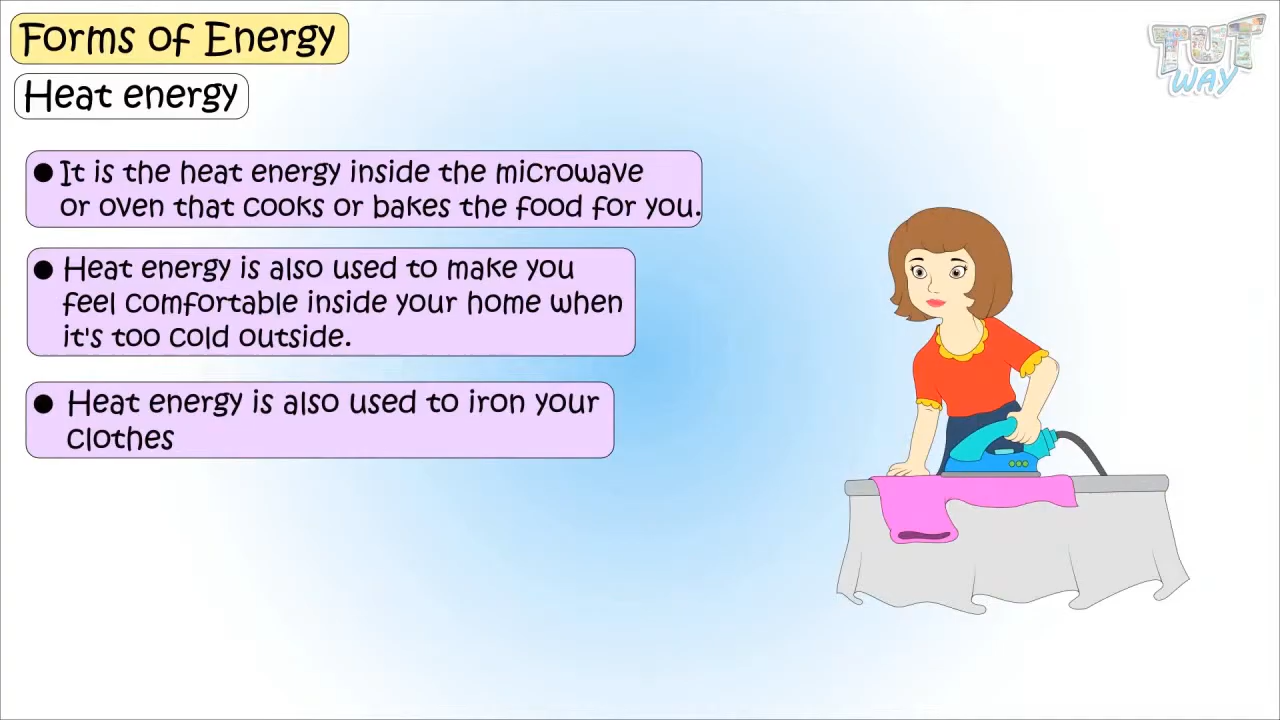 Forms of Energy
TUT
WAY
Heat energy
● It is the heat energy inside the microwave
or oven that cooks or bakes the food for you.
● Heat energy is also used to make you
feel comfortable inside your home when
it's too cold outside.
● Heat energy is also used to iron your
clothes